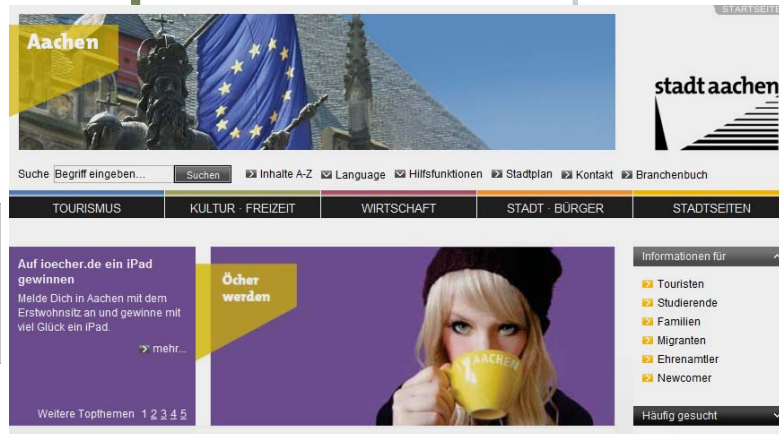 STARTSEITE
Aachen
stadt aachen
Suche Begriff eingeben... Suchen Inhalte A-Z Language Hilfsfunktionen Stadtplan Kontakt Branchenbuch
TOURISMUS KULTUR · FREIZEIT WIRTSCHAFT STADT · BÜRGER STADTSEITEN
Auf ioecher.de ein iPad
gewinnen
Melde Dich in Aachen mit dem
Erstwohnsitz an und gewinne mit
viel Glück ein iPad.
mehr...
Weitere Topthemen 1 2 3 4 5
Öcher
werden
AACHEN
Informationen für
Touristen
Studierende
Familien
Migranten
Ehrenamtler
Newcomer
Häufig gesucht